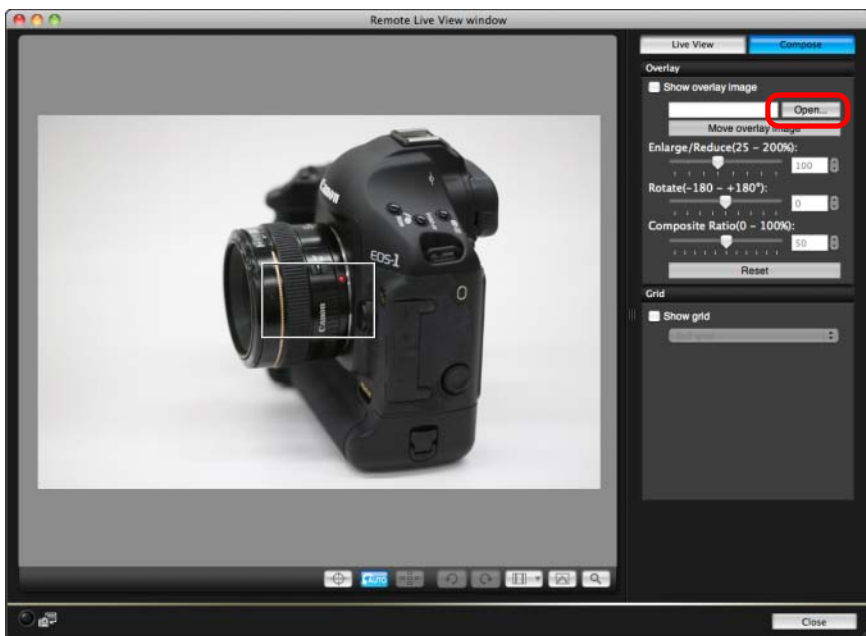 Remote Live View window
Live View
Compose
Overlay
Show overlay image
Open...
Move overlay image
Enlarge/Reduce(25 – 200%):
100
Rotate(–180 – +180°):
0
Composite Ratio(0 – 100%):
50
Reset
Grid
Show grid
Canon
EOS-1
Canon
AUTO
Close